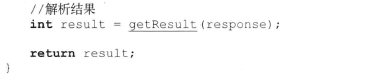 //解析结果
int result = getResult(response);
return result;
}